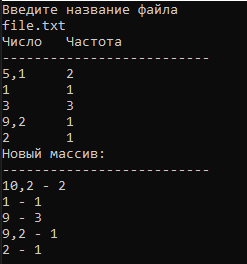 Введите название файла
file.txt
Число Частота
--------------------------
5,1 2
1 1
3 3
9,2 1
2 1
Новый массив:
--------------------------
10,2 - 2
1 - 1
9 - 3
9,2 - 1
2 - 1